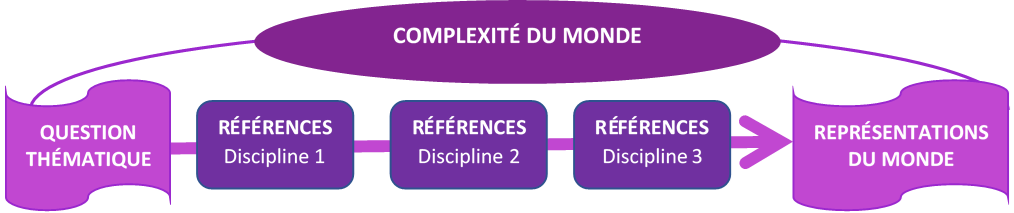 COMPLEXITÉ DU MONDE
QUESTION
THÉMATIQUE
RÉFÉRENCES
Discipline 1
RÉFÉRENCES
Discipline 2
RÉFÉRENCES
Discipline 3
REPRÉSENTATIONS
DU MONDE